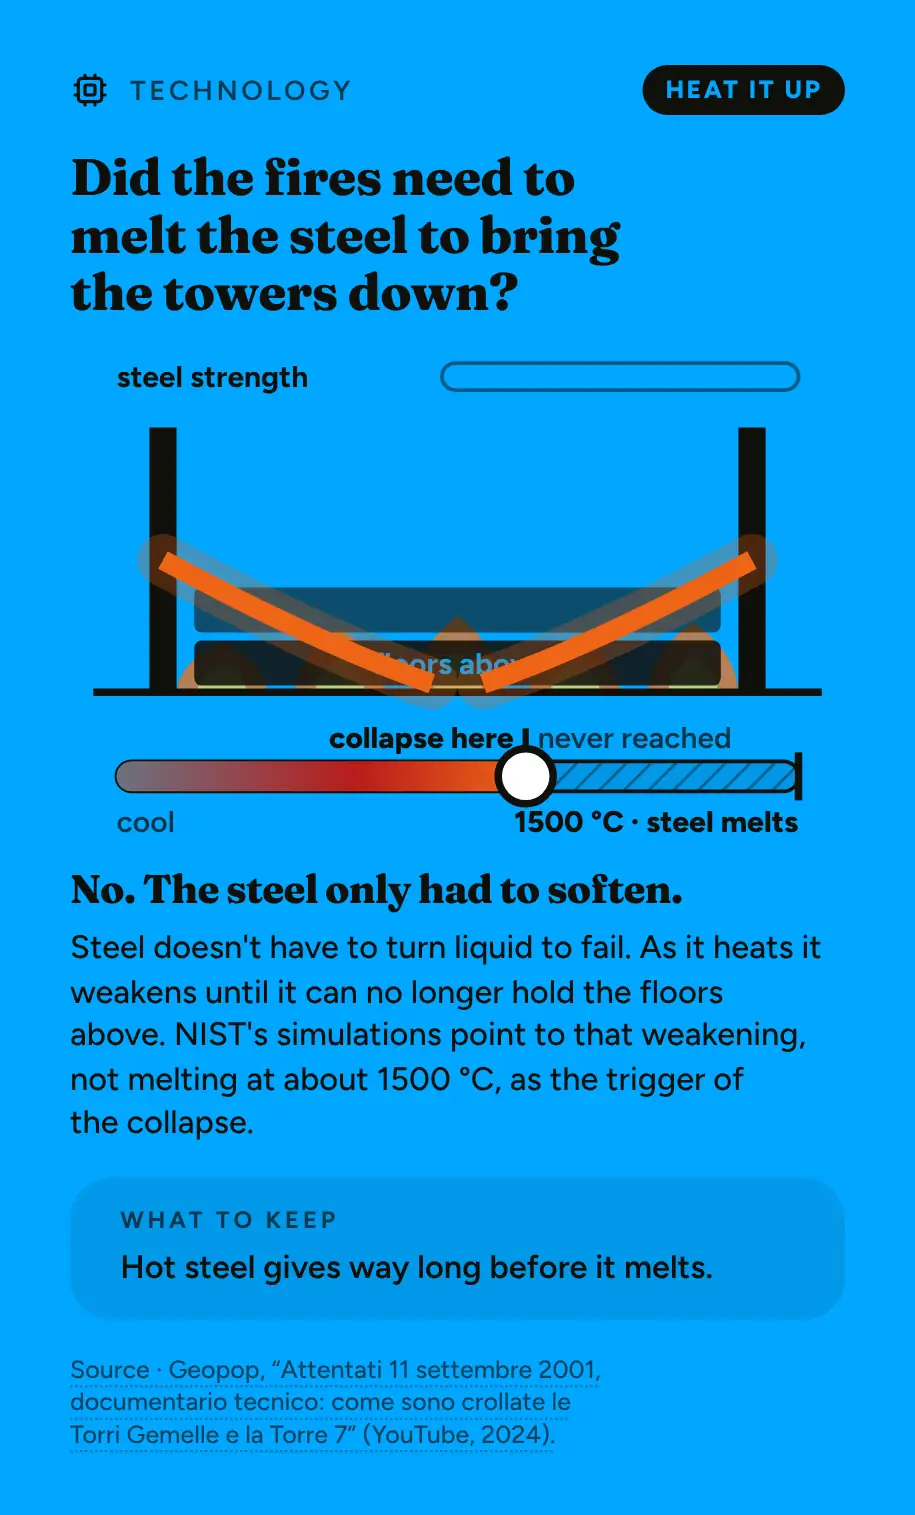 TECHNOLOGY
HEAT IT UP
Did the fires need to
melt the steel to bring
the towers down?
steel strength
floors above
collapse here
never reached
cool
1500 °C · steel melts
No. The steel only had to soften.
Steel doesn't have to turn liquid to fail. As it heats it
weakens until it can no longer hold the floors
above. NIST's simulations point to that weakening,
not melting at about 1500 °C, as the trigger of
the collapse.
WHAT TO KEEP
Hot steel gives way long before it melts.
Source · Geopop, “Attentati 11 settembre 2001,
documentario tecnico: come sono crollate le
Torri Gemelle e la Torre 7” (YouTube, 2024).